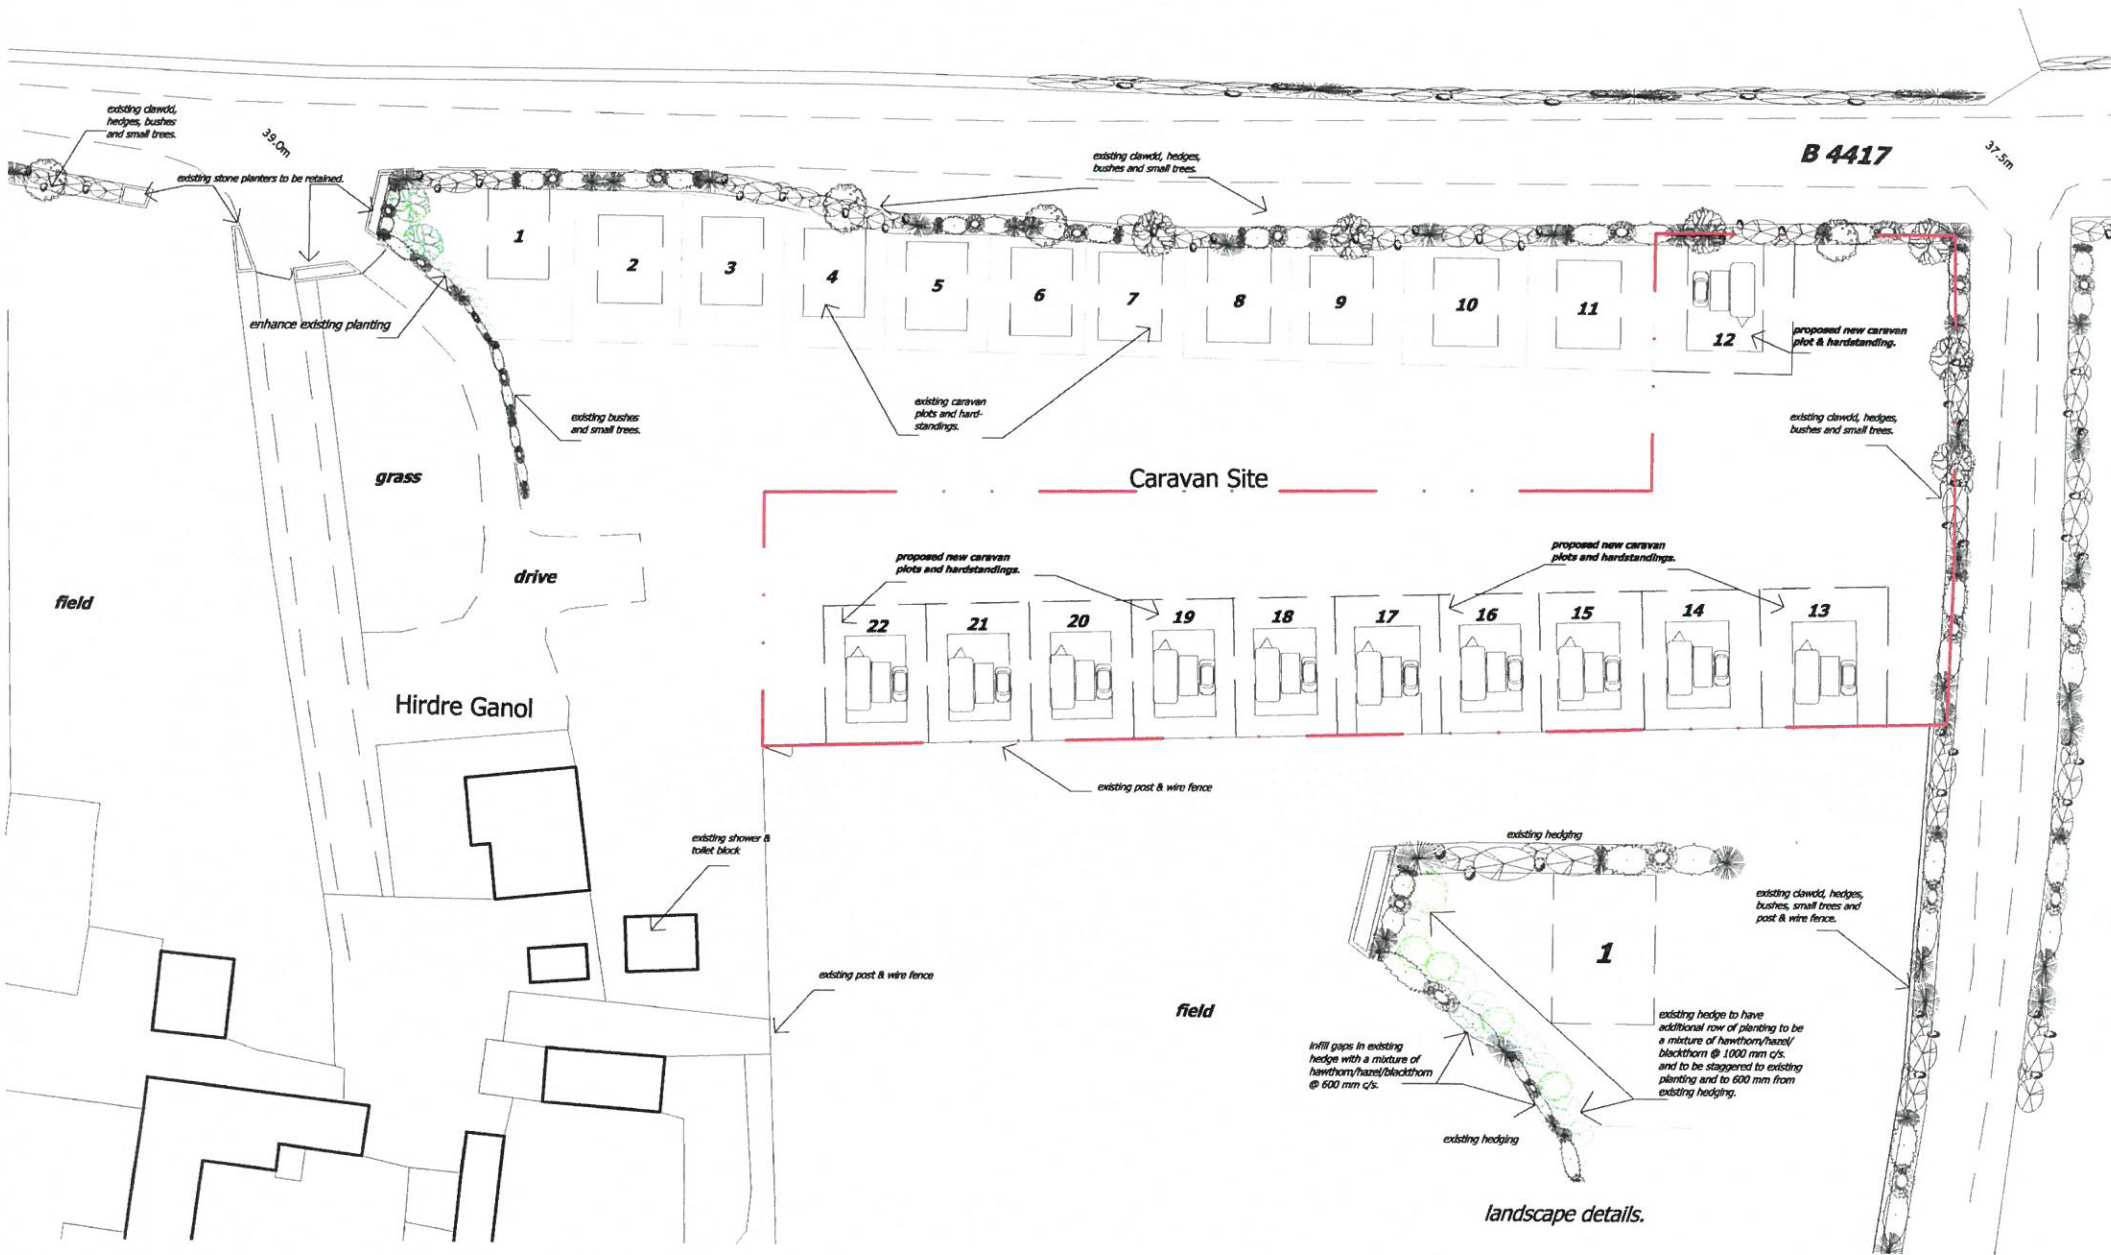 existing clawdd,
hedges, bushes
and small trees.
39.0m
existing stone planters to be retained.
existing clawdd, hedges,
bushes and small trees.
B 4417
37.5m
1
2
3
4
5
6
7
8
9
10
11
12
proposed new caravan
plot & hardstanding.
enhance existing planting
existing bushes
and small trees.
existing caravan
plots and hard-
standings.
existing clawdd, hedges,
bushes and small trees.
grass
Caravan Site
drive
field
proposed new caravan
plots and hardstandings.
proposed new caravan
plots and hardstandings.
22
21
20
19
18
17
16
15
14
13
Hirdre Ganol
existing post & wire fence
existing shower &
toilet block
existing post & wire fence
field
existing hedging
1
existing clawdd, hedges,
bushes, small trees and
post & wire fence.
infill gaps in existing
hedge with a mixture of
hawthorn/hazel/blackthorn
@ 600 mm c/s.
existing hedge to have
additional row of planting to be
a mixture of hawthorn/hazel/
blackthorn @ 1000 mm c/s.
and to be staggered to existing
planting and to 600 mm from
existing hedging.
existing hedging
landscape details.